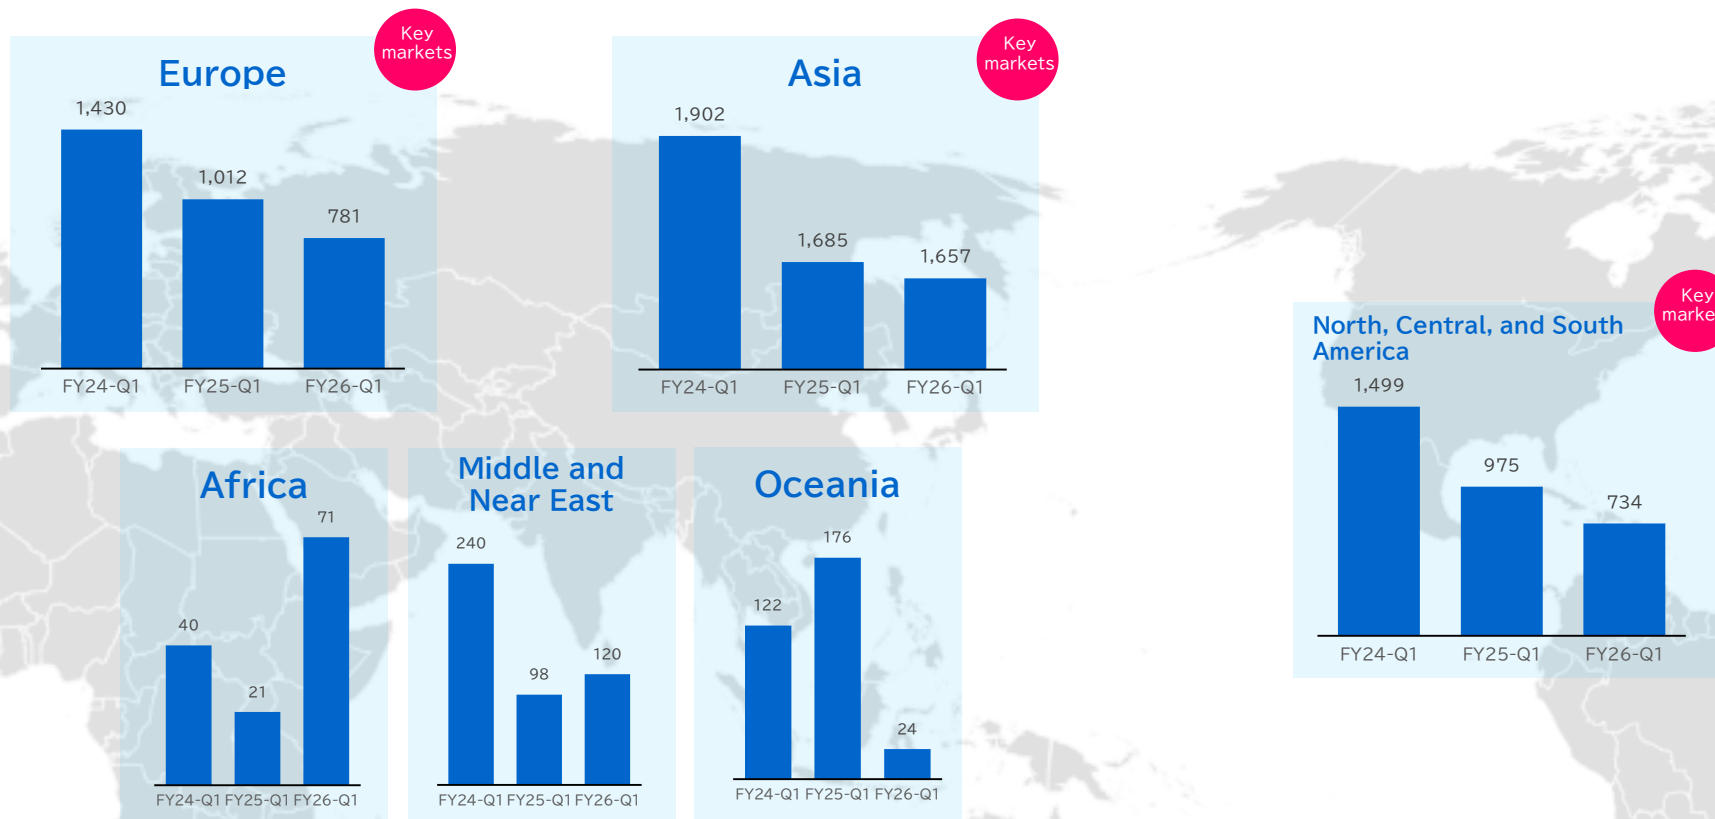 Key
markets
Europe
1,430
1,012
781
FY24-Q1 FY25-Q1 FY26-Q1
Key
markets
Asia
1,902
1,685
1,657
FY24-Q1 FY25-Q1 FY26-Q1
Key
marke
North, Central, and South
America
1,499
975
734
FY24-Q1 FY25-Q1 FY26-Q1
Africa
71
40
21
FY24-Q1 FY25-Q1 FY26-Q1
Middle and
Near East
240
98
120
FY24-Q1 FY25-Q1 FY26-Q1
Oceania
176
122
24
FY24-Q1 FY25-Q1 FY26-Q1